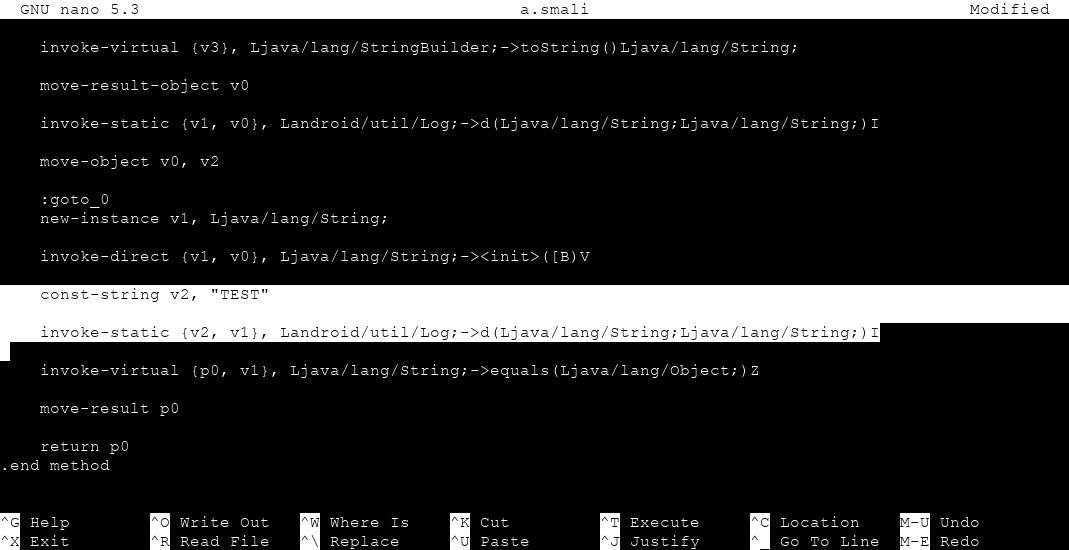 GNU nano 5.3 a.smali Modified
invoke-virtual {v3}, Ljava/lang/StringBuilder;->toString()Ljava/lang/String;
move-result-object v0
invoke-static {v1, v0}, Landroid/util/Log;->d(Ljava/lang/String;Ljava/lang/String;)I
move-object v0, v2
:goto_0
new-instance v1, Ljava/lang/String;
invoke-direct {v1, v0}, Ljava/lang/String;-><init>([B)V
const-string v2, "TEST"
invoke-static {v2, v1}, Landroid/util/Log;->d(Ljava/lang/String;Ljava/lang/String;)I
invoke-virtual {p0, v1}, Ljava/lang/String;->equals(Ljava/lang/Object;)Z
move-result p0
return p0
.end method
^G Help ^O Write Out ^W Where Is ^K Cut ^T Execute ^C Location M-U Undo
^X Exit ^R Read File ^\ Replace ^U Paste ^J Justify ^_ Go To Line M-E Redo